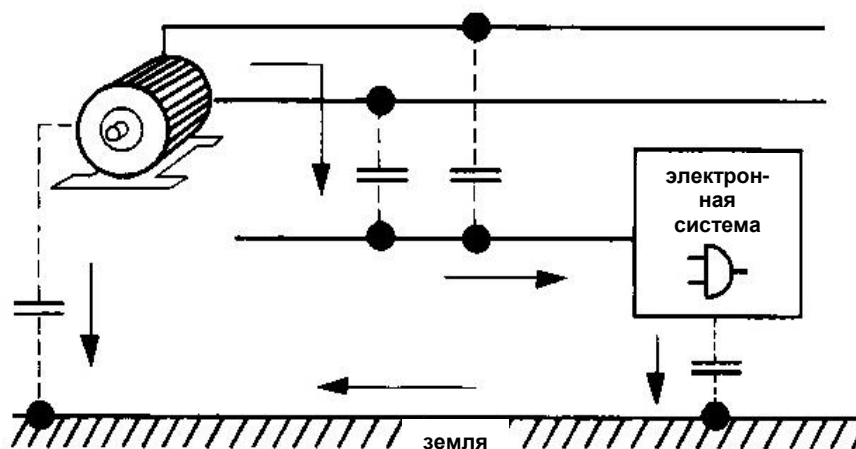 электрон-
ная
система
земля